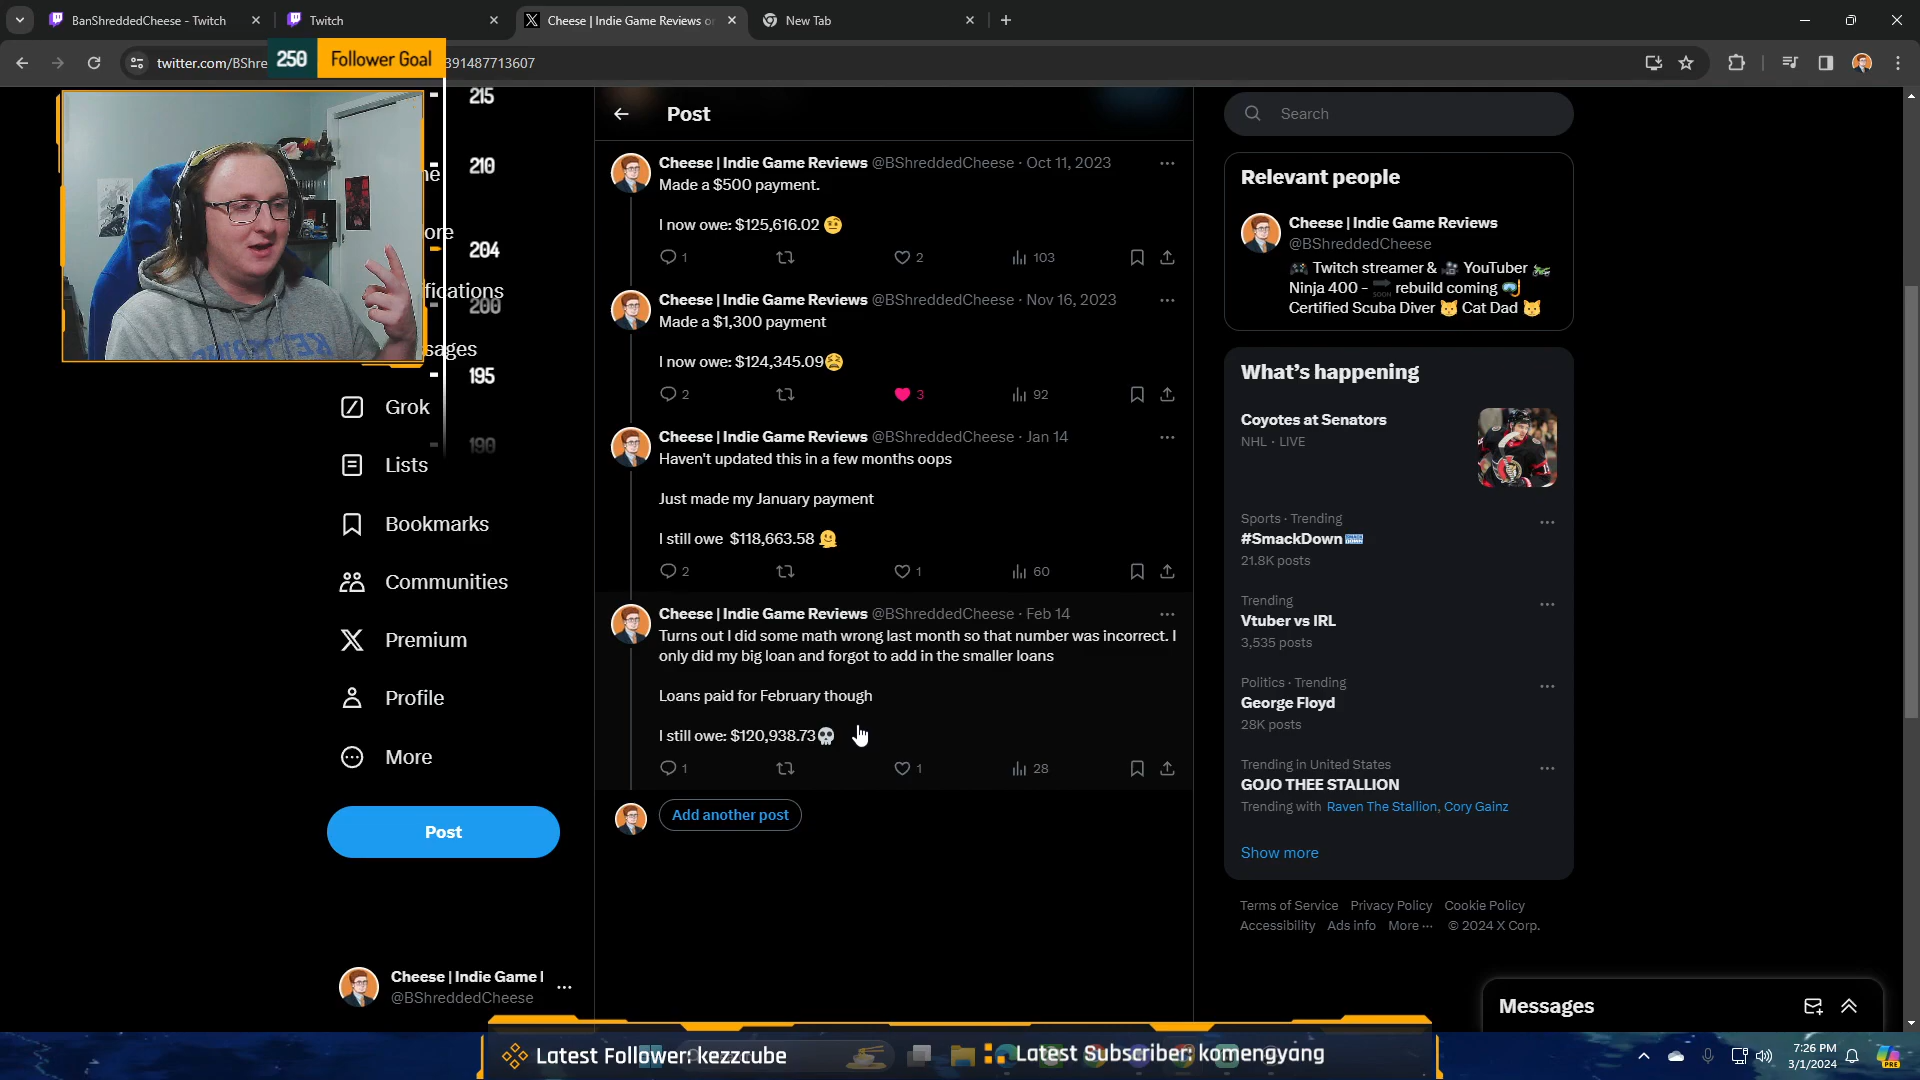 BanShreddedCheese - Twitch
Twitch
Cheese | Indie Game Reviews o
New Tab
twitter.com/BShre
391487713607
250 Follower Goal
215
210
204
200
195
190
ore
fications
sages
Grok
Lists
Bookmarks
Communities
Premium
Profile
More
Post
Cheese | Indie Game I
@BShreddedCheese
Post
Cheese | Indie Game Reviews @BShreddedCheese · Oct 11, 2023
Made a $500 payment.
I now owe: $125,616.02 🤨
1 2 103
Cheese | Indie Game Reviews @BShreddedCheese · Nov 16, 2023
Made a $1,300 payment
I now owe: $124,345.09😫
2 3 92
Cheese | Indie Game Reviews @BShreddedCheese · Jan 14
Haven't updated this in a few months oops
Just made my January payment
I still owe $118,663.58 🫠
2 1 60
Cheese | Indie Game Reviews @BShreddedCheese · Feb 14
Turns out I did some math wrong last month so that number was incorrect. I
only did my big loan and forgot to add in the smaller loans
Loans paid for February though
I still owe: $120,938.73💀
1 1 28
Add another post
Search
Relevant people
Cheese | Indie Game Reviews
@BShreddedCheese
🎮 Twitch streamer & 🎥 YouTuber 🏍
Ninja 400 - 🔜 rebuild coming 🤿
Certified Scuba Diver 🐱 Cat Dad 🐱
What's happening
Coyotes at Senators
NHL · LIVE
Sports · Trending
#SmackDown
21.8K posts
Trending
Vtuber vs IRL
3,535 posts
Politics · Trending
George Floyd
28K posts
Trending in United States
GOJO THEE STALLION
Trending with Raven The Stallion, Cory Gainz
Show more
Terms of Service Privacy Policy Cookie Policy
Accessibility Ads info More ··· © 2024 X Corp.
Messages
Latest Follower: kezzcube
Latest Subscriber: komengyang
7:26 PM
3/1/2024